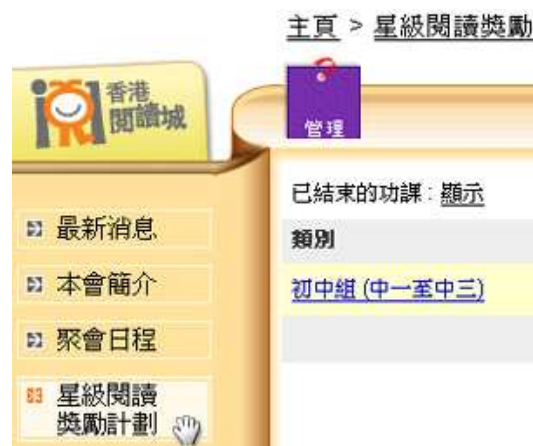 主頁 > 星級閱讀獎勵
香港
閱讀城
管理
已結束的功課 : 顯示
類別
初中組 (中一至中三)
最新消息
本會簡介
聚會日程
星級閱讀
獎勵計劃